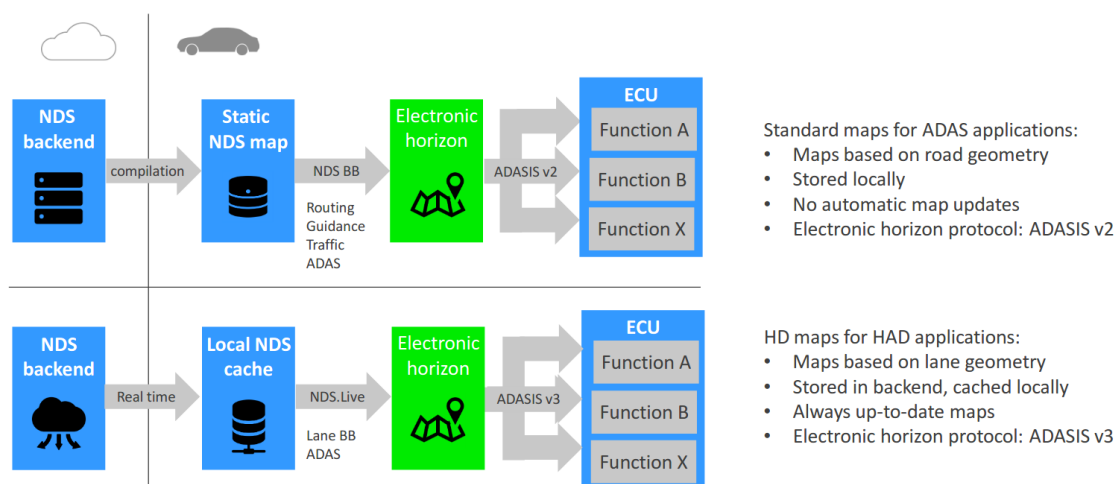 NDS
backend
compilation
Static
NDS map
NDS BB
Routing
Guidance
Traffic
ADAS
Electronic
horizon
ADASIS v2
ECU
Function A
Function B
Function X
Standard maps for ADAS applications:
• Maps based on road geometry
• Stored locally
• No automatic map updates
• Electronic horizon protocol: ADASIS v2
NDS
backend
Real time
Local NDS
cache
NDS.Live
Lane BB
ADAS
Electronic
horizon
ADASIS v3
ECU
Function A
Function B
Function X
HD maps for HAD applications:
• Maps based on lane geometry
• Stored in backend, cached locally
• Always up-to-date maps
• Electronic horizon protocol: ADASIS v3